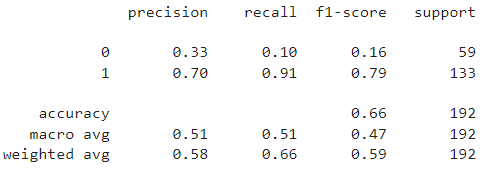 precision recall f1-score support
0 0.33 0.10 0.16 59
1 0.70 0.91 0.79 133
accuracy 0.66 192
macro avg 0.51 0.51 0.47 192
weighted avg 0.58 0.66 0.59 192